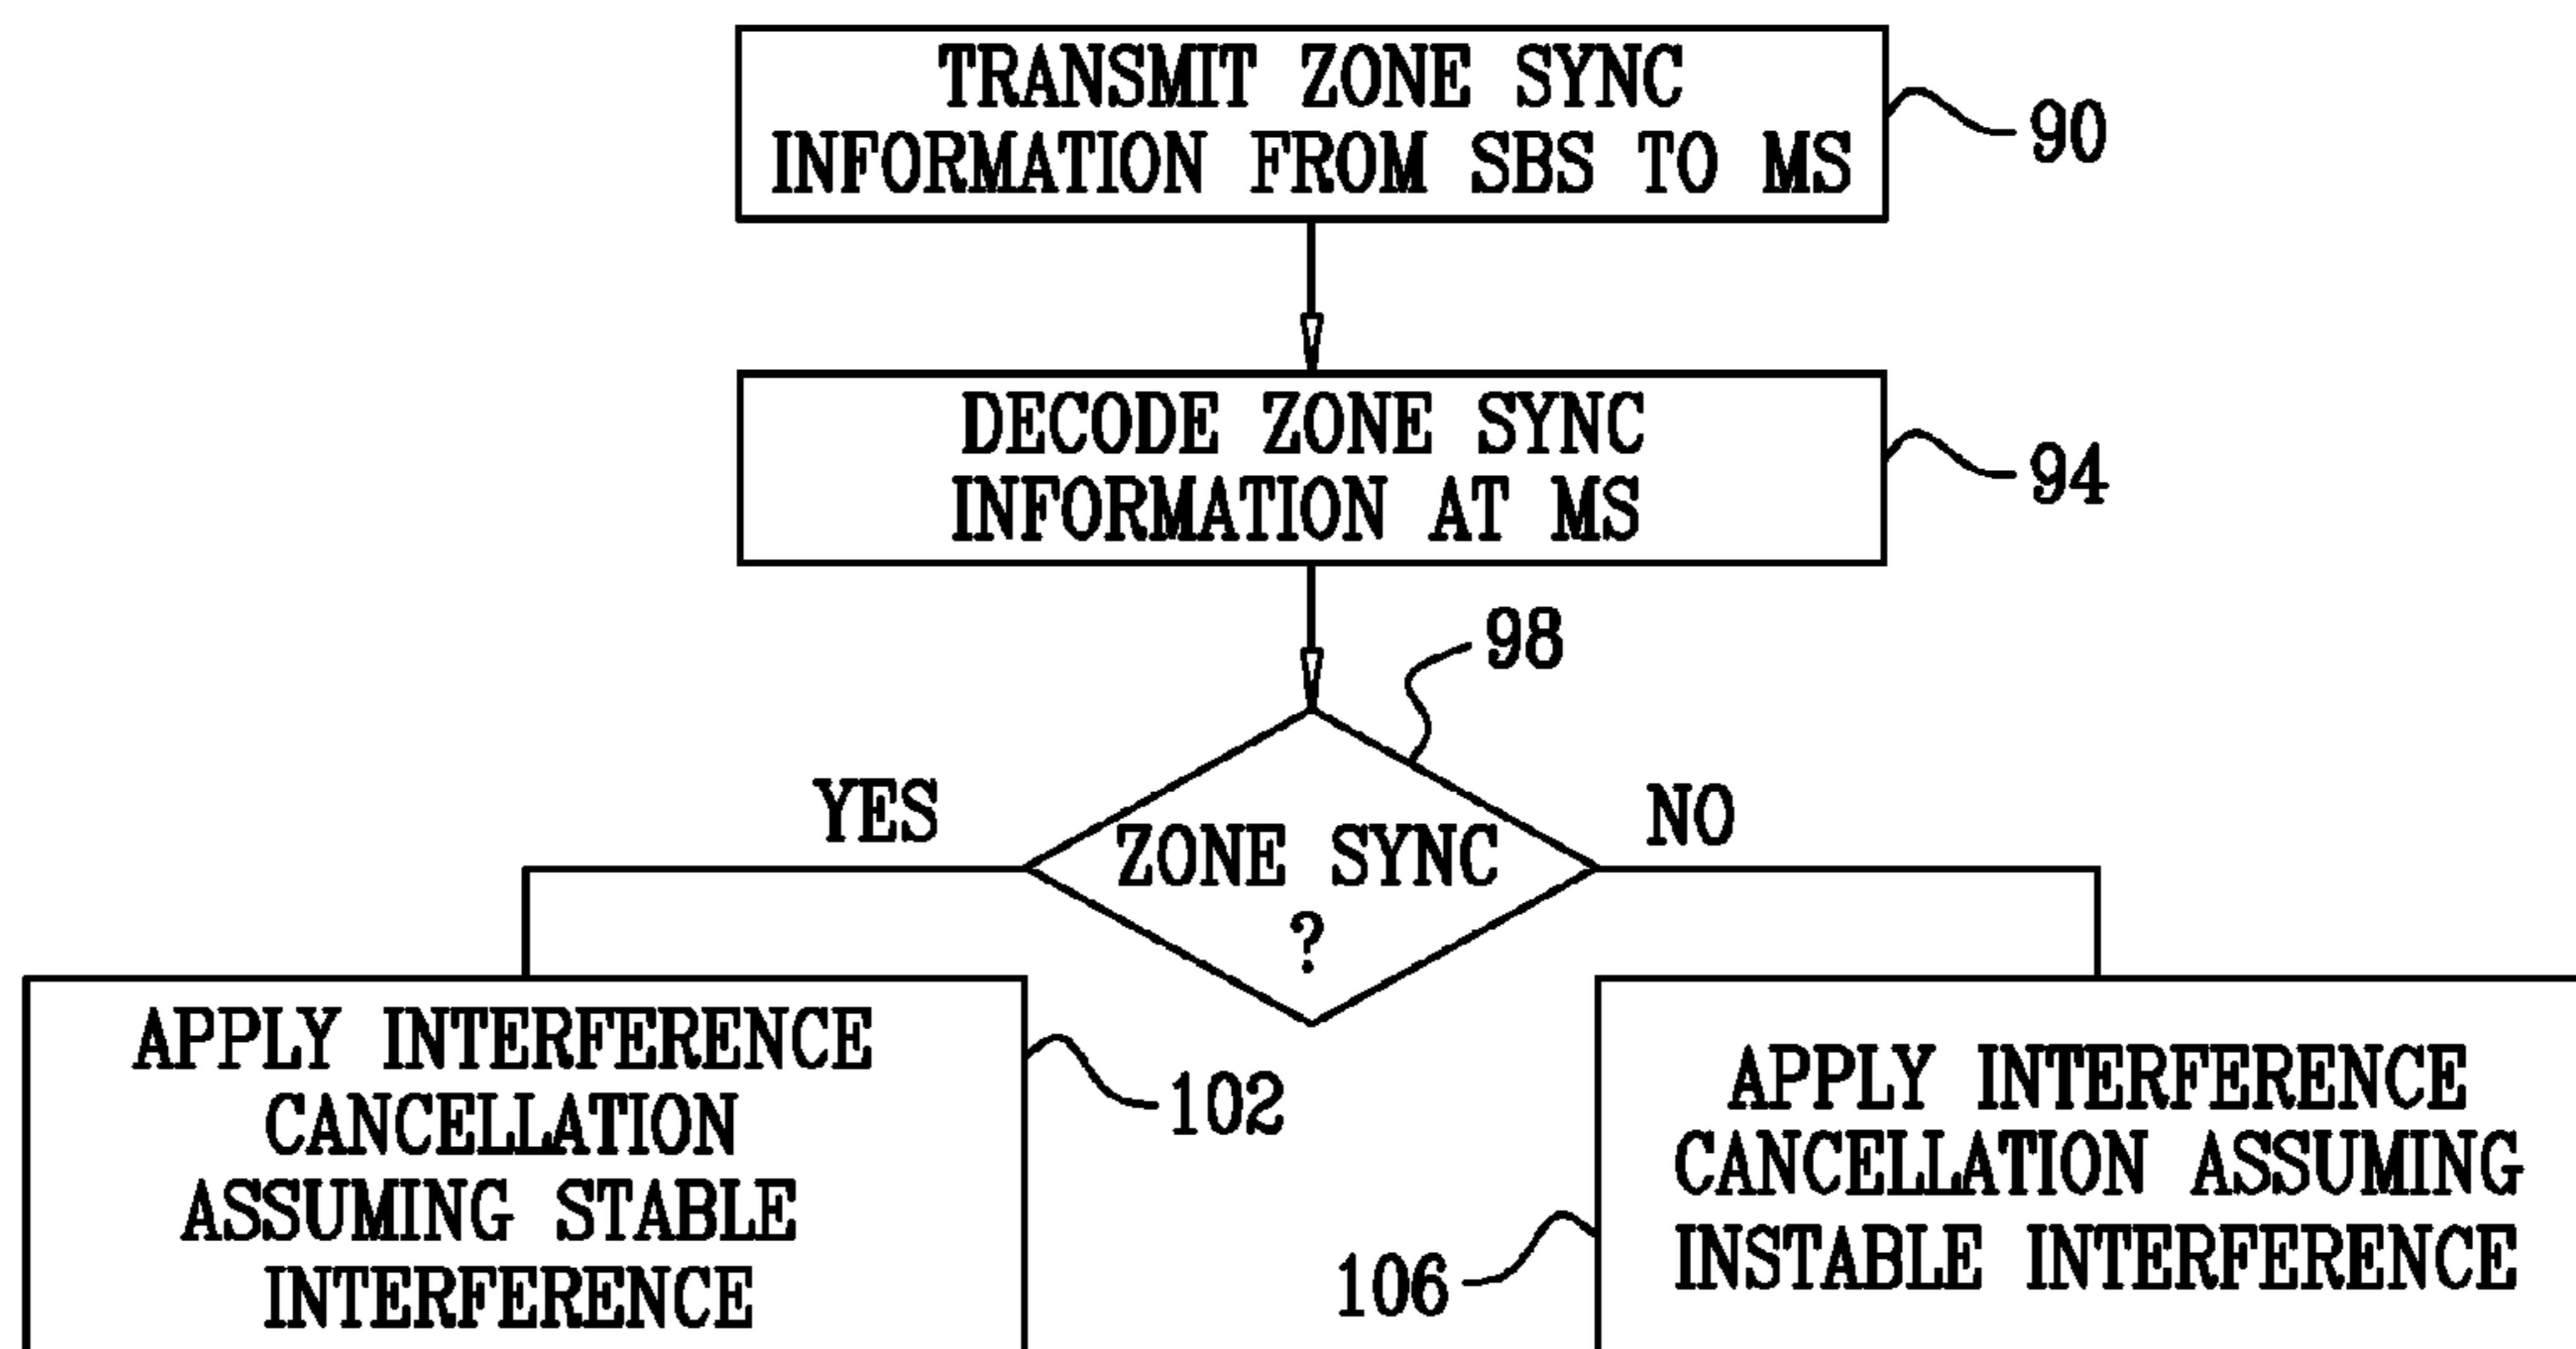 TRANSMIT ZONE SYNC
INFORMATION FROM SBS TO MS
90
DECODE ZONE SYNC
INFORMATION AT MS
94
98
YES
ZONE SYNC
?
NO
APPLY INTERFERENCE
CANCELLATION
ASSUMING STABLE
INTERFERENCE
102
APPLY INTERFERENCE
CANCELLATION ASSUMING
INSTABLE INTERFERENCE
106